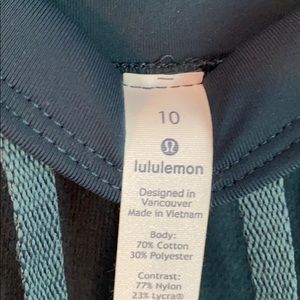 10
lululemon
Designed in
Vancouver
Made in Vietnam
Body:
70% Cotton
30% Polyester
Contrast:
77% Nylon
23% Lycra®